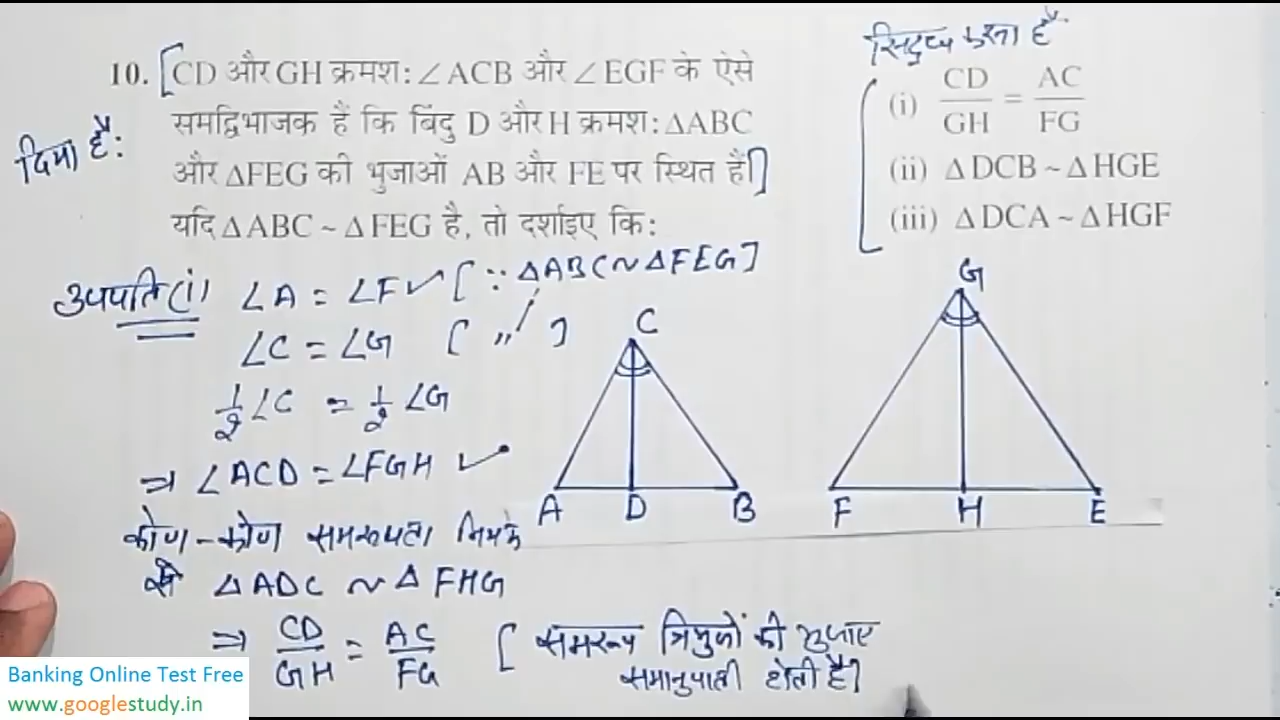 10. [CD और GH क्रमश: ∠ACB और ∠EGF के ऐसे
समद्विभाजक हैं कि बिंदु D और H क्रमश: ΔABC
और ΔFEG की भुजाओं AB और FE पर स्थित हैं।]
यदि ΔABC ~ ΔFEG है, तो दर्शाइए कि:
दिया है:
सिद्ध करना है
(i) CD/GH = AC/FG
(ii) ΔDCB ~ ΔHGE
(iii) ΔDCA ~ ΔHGF
उपपत्ति (i) ∠A = ∠F ✓ [∵ ΔABC ~ ΔFEG]
∠C = ∠G [ " ]
1/2 ∠C = 1/2 ∠G
⇒ ∠ACD = ∠FGH ✓
कोण-कोण समरूपता नियम
से ΔADC ~ ΔFHG
⇒ CD/GH = AC/FG [समरूप त्रिभुजों की भुजाएं
समानुपाती होती है]
C
A D B
G
F H E
Banking Online Test Free
www.googlestudy.in